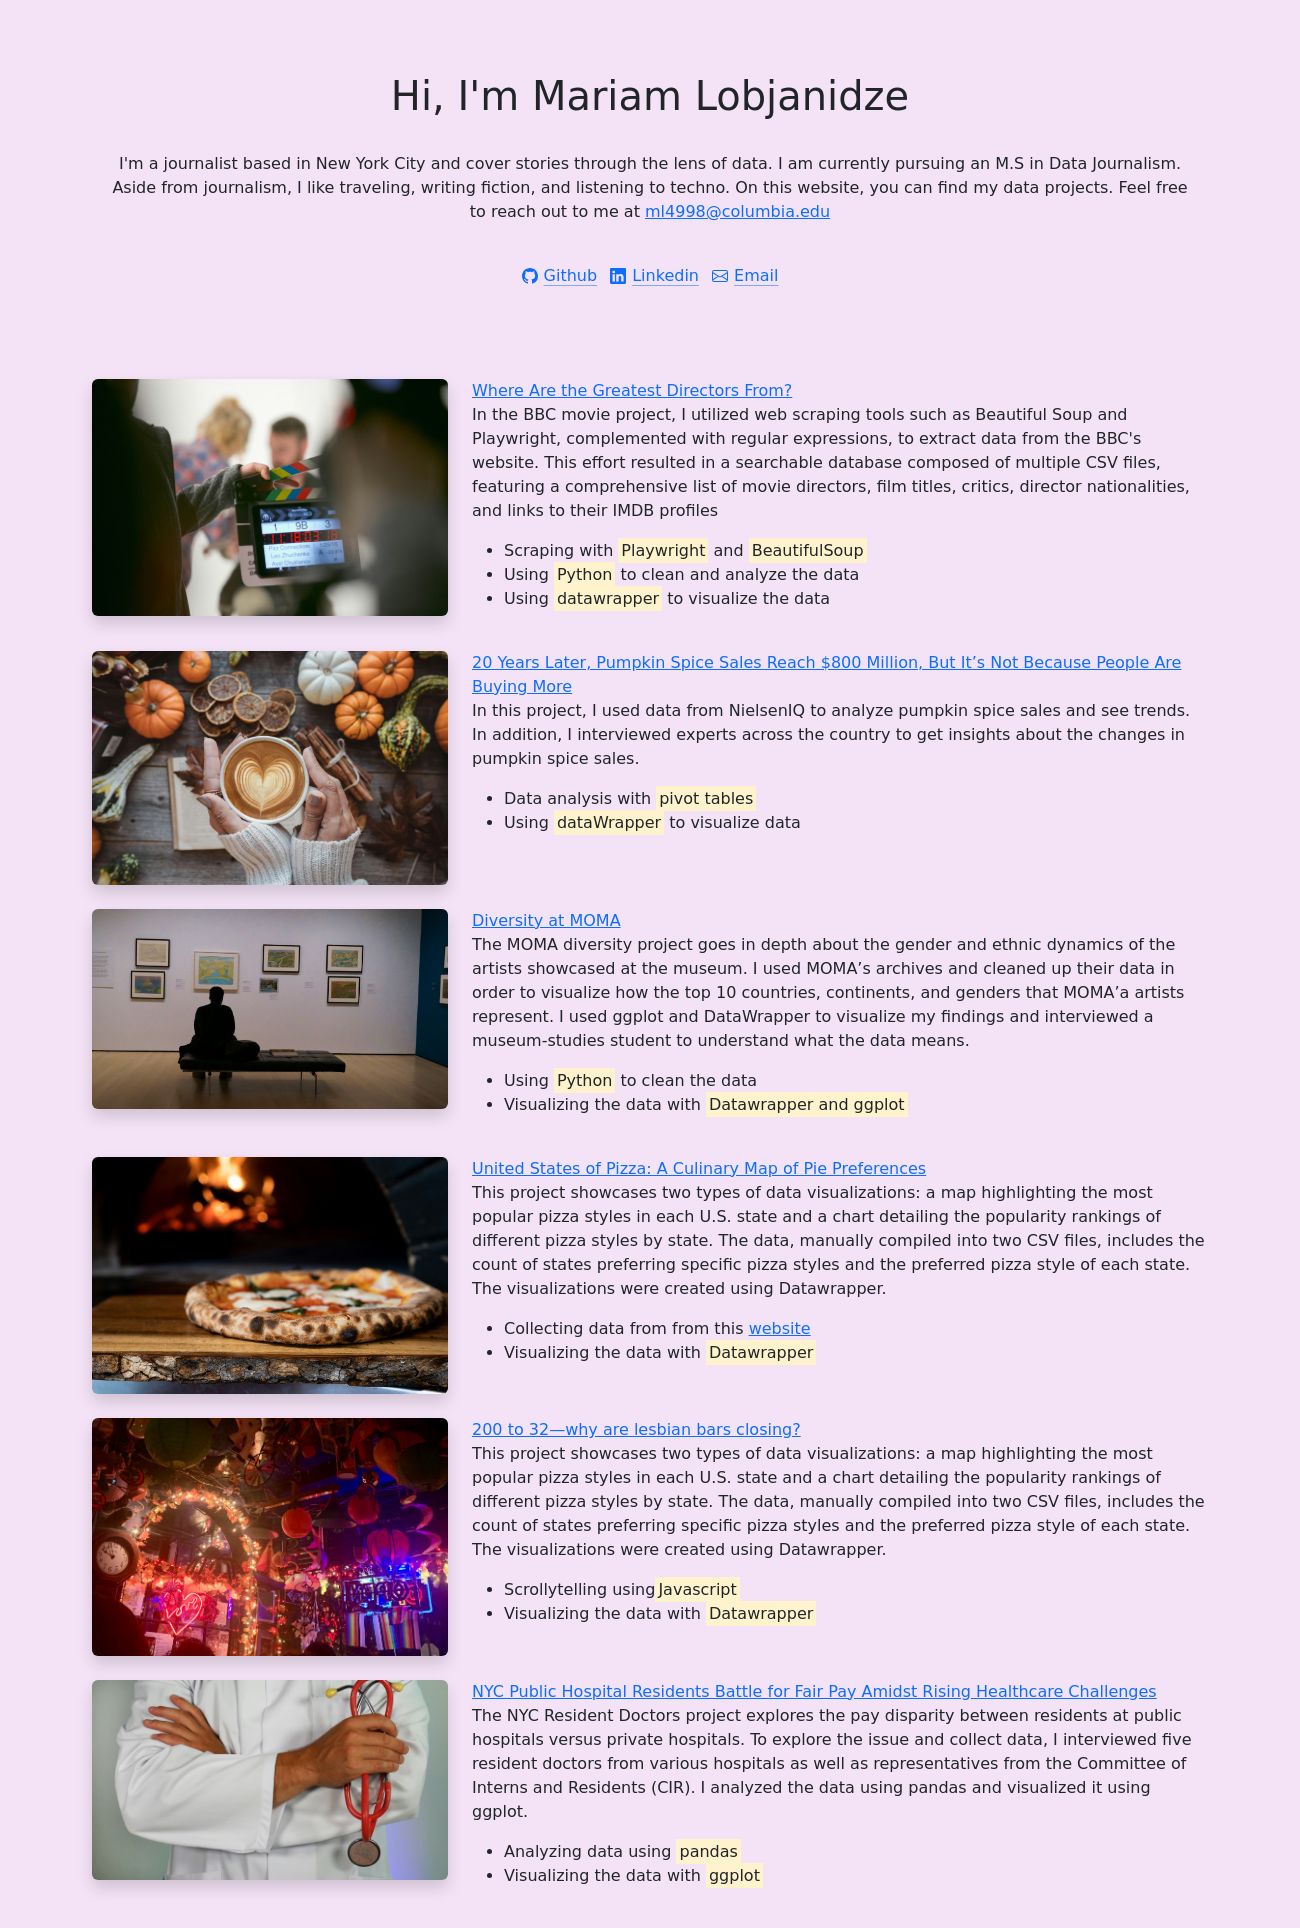 Hi, I'm Mariam Lobjanidze
I'm a journalist based in New York City and cover stories through the lens of data. I am currently pursuing an M.S in Data Journalism.
Aside from journalism, I like traveling, writing fiction, and listening to techno. On this website, you can find my data projects. Feel free
to reach out to me at ml4998@columbia.edu
Github Linkedin Email
Where Are the Greatest Directors From?
In the BBC movie project, I utilized web scraping tools such as Beautiful Soup and
Playwright, complemented with regular expressions, to extract data from the BBC's
website. This effort resulted in a searchable database composed of multiple CSV files,
featuring a comprehensive list of movie directors, film titles, critics, director nationalities,
and links to their IMDB profiles
• Scraping with Playwright and BeautifulSoup
• Using Python to clean and analyze the data
• Using datawrapper to visualize the data
20 Years Later, Pumpkin Spice Sales Reach $800 Million, But It’s Not Because People Are
Buying More
In this project, I used data from NielsenIQ to analyze pumpkin spice sales and see trends.
In addition, I interviewed experts across the country to get insights about the changes in
pumpkin spice sales.
• Data analysis with pivot tables
• Using dataWrapper to visualize data
Diversity at MOMA
The MOMA diversity project goes in depth about the gender and ethnic dynamics of the
artists showcased at the museum. I used MOMA’s archives and cleaned up their data in
order to visualize how the top 10 countries, continents, and genders that MOMA’a artists
represent. I used ggplot and DataWrapper to visualize my findings and interviewed a
museum-studies student to understand what the data means.
• Using Python to clean the data
• Visualizing the data with Datawrapper and ggplot
United States of Pizza: A Culinary Map of Pie Preferences
This project showcases two types of data visualizations: a map highlighting the most
popular pizza styles in each U.S. state and a chart detailing the popularity rankings of
different pizza styles by state. The data, manually compiled into two CSV files, includes the
count of states preferring specific pizza styles and the preferred pizza style of each state.
The visualizations were created using Datawrapper.
• Collecting data from from this website
• Visualizing the data with Datawrapper
200 to 32—why are lesbian bars closing?
This project showcases two types of data visualizations: a map highlighting the most
popular pizza styles in each U.S. state and a chart detailing the popularity rankings of
different pizza styles by state. The data, manually compiled into two CSV files, includes the
count of states preferring specific pizza styles and the preferred pizza style of each state.
The visualizations were created using Datawrapper.
• Scrollytelling using Javascript
• Visualizing the data with Datawrapper
NYC Public Hospital Residents Battle for Fair Pay Amidst Rising Healthcare Challenges
The NYC Resident Doctors project explores the pay disparity between residents at public
hospitals versus private hospitals. To explore the issue and collect data, I interviewed five
resident doctors from various hospitals as well as representatives from the Committee of
Interns and Residents (CIR). I analyzed the data using pandas and visualized it using
ggplot.
• Analyzing data using pandas
• Visualizing the data with ggplot